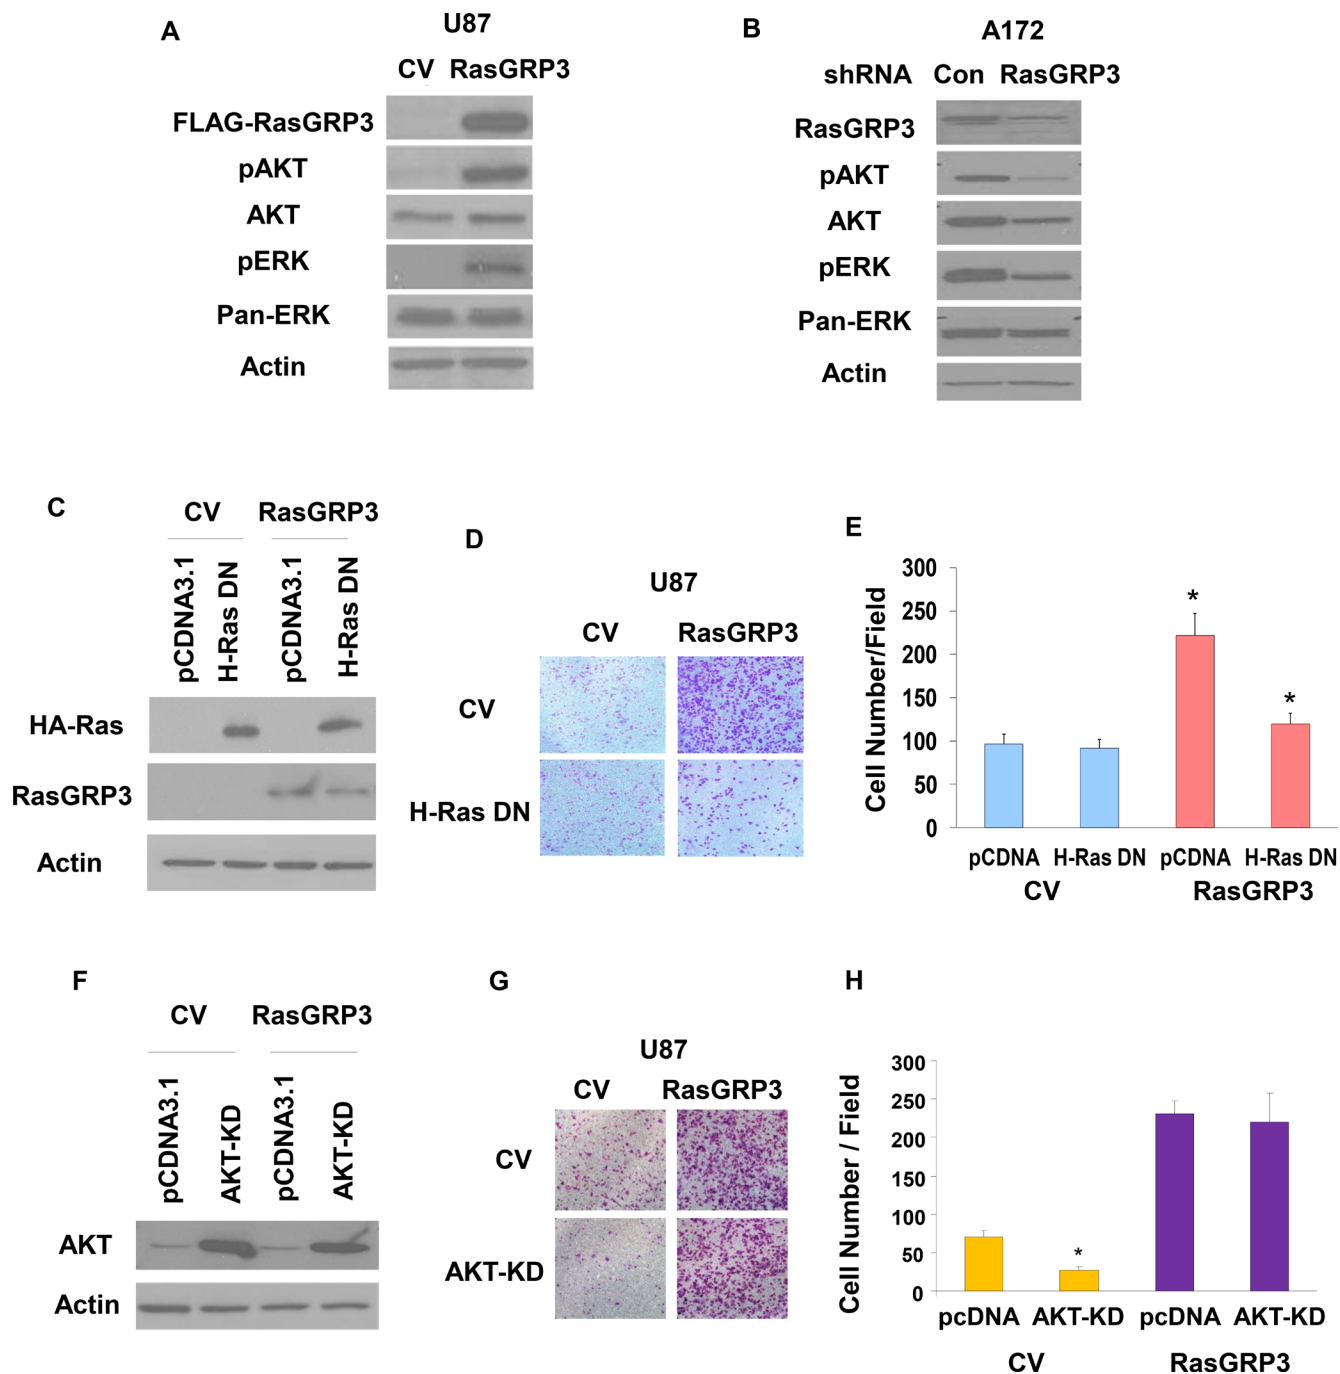 A
U87
CV RasGRP3
FLAG-RasGRP3
pAKT
AKT
pERK
Pan-ERK
Actin
B
A172
shRNA Con RasGRP3
RasGRP3
pAKT
AKT
pERK
Pan-ERK
Actin
C
CV RasGRP3
pCDNA3.1
H-Ras DN
pCDNA3.1
H-Ras DN
HA-Ras
RasGRP3
Actin
D
U87
CV RasGRP3
CV
H-Ras DN
E
Cell Number/Field
300
250
200
150
100
50
0
*
*
pCDNA H-Ras DN pCDNA H-Ras DN
CV RasGRP3
F
CV RasGRP3
pCDNA3.1
AKT-KD
pCDNA3.1
AKT-KD
AKT
Actin
G
U87
CV RasGRP3
CV
AKT-KD
H
Cell Number / Field
300
250
200
150
100
50
0
*
pcDNA AKT-KD pcDNA AKT-KD
CV RasGRP3